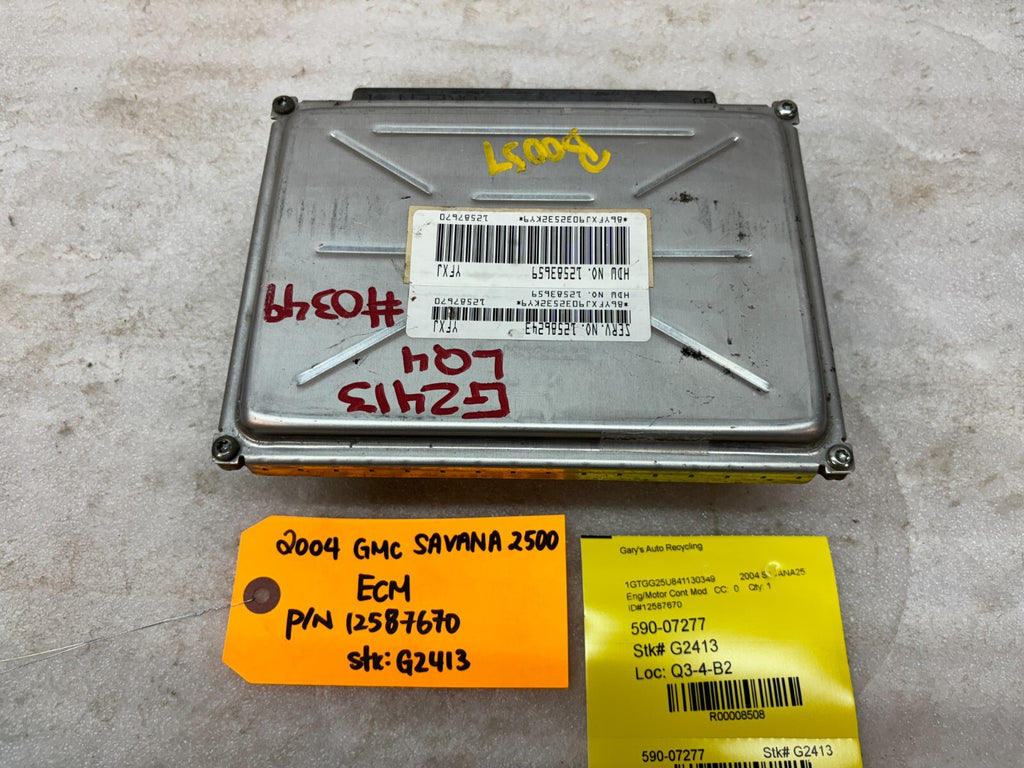 SERV. NO. 12586243 YFXJ
12587670
HDW NO. 12583659
HDW NO. 12583659 YFXJ
12587670
#0349
G2413
LQ4
2004 GMC SAVANA 2500
ECM
P/N 12587670
Stk: G2413
Gary's Auto Recycling
1GTGG25U841130349 2004
Eng/Motor Cont Mod CC: 0 Qty: 1
ID#12587670
590-07277
Stk# G2413
Loc: Q3-4-B2
R00008508
590-07277 Stk# G2413